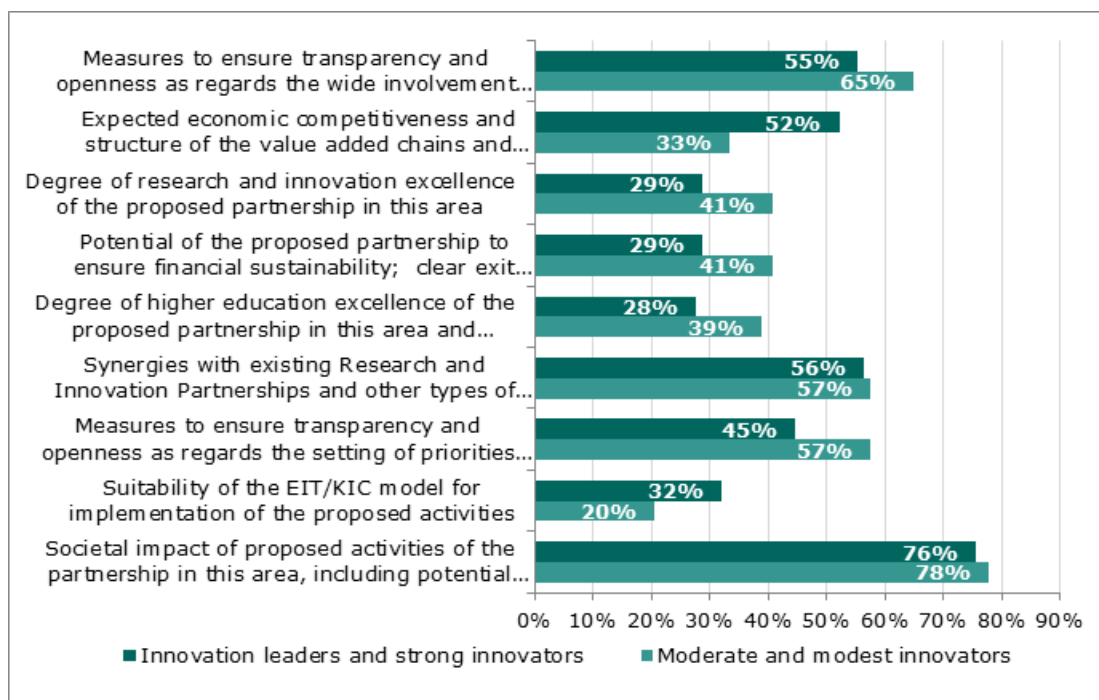 Measures to ensure transparency and
openness as regards the wide involvement...
55%
65%
Expected economic competitiveness and
structure of the value added chains and...
52%
33%
Degree of research and innovation excellence
of the proposed partnership in this area
29%
41%
Potential of the proposed partnership to
ensure financial sustainability;  clear exit...
29%
41%
Degree of higher education excellence of the
proposed partnership in this area and...
28%
39%
Synergies with existing Research and
Innovation Partnerships and other types of...
56%
57%
Measures to ensure transparency and
openness as regards the setting of priorities...
45%
57%
Suitability of the EIT/KIC model for
implementation of the proposed activities
32%
20%
Societal impact of proposed activities of the
partnership in this area, including potential...
76%
78%
0% 10% 20% 30% 40% 50% 60% 70% 80% 90%
Innovation leaders and strong innovators Moderate and modest innovators